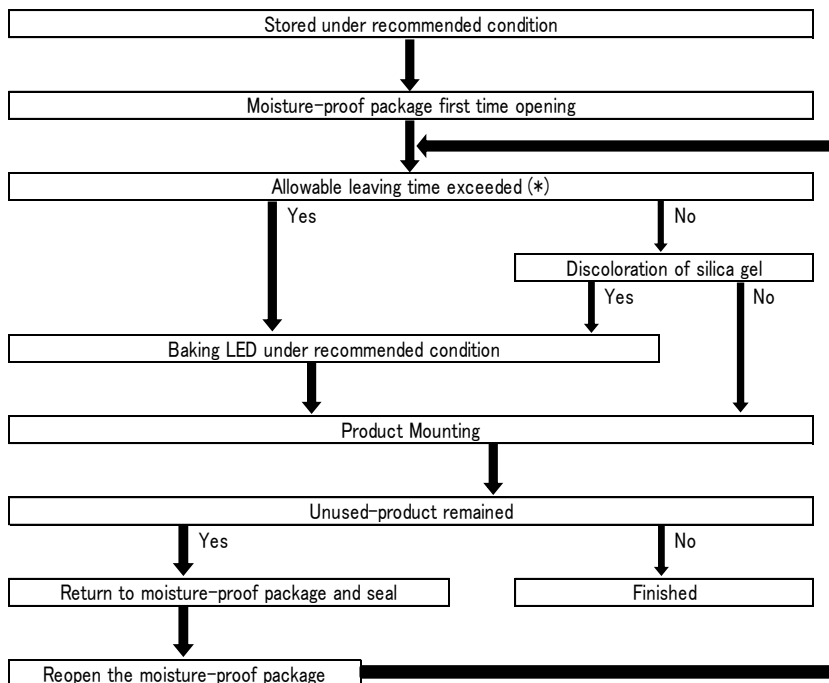 Stored under recommended condition
Moisture-proof package first time opening
Allowable leaving time exceeded (*)
Yes
No
Discoloration of silica gel
Yes
No
Baking LED under recommended condition
Product Mounting
Unused-product remained
Yes
No
Return to moisture-proof package and seal
Finished
Reopen the moisture-proof package